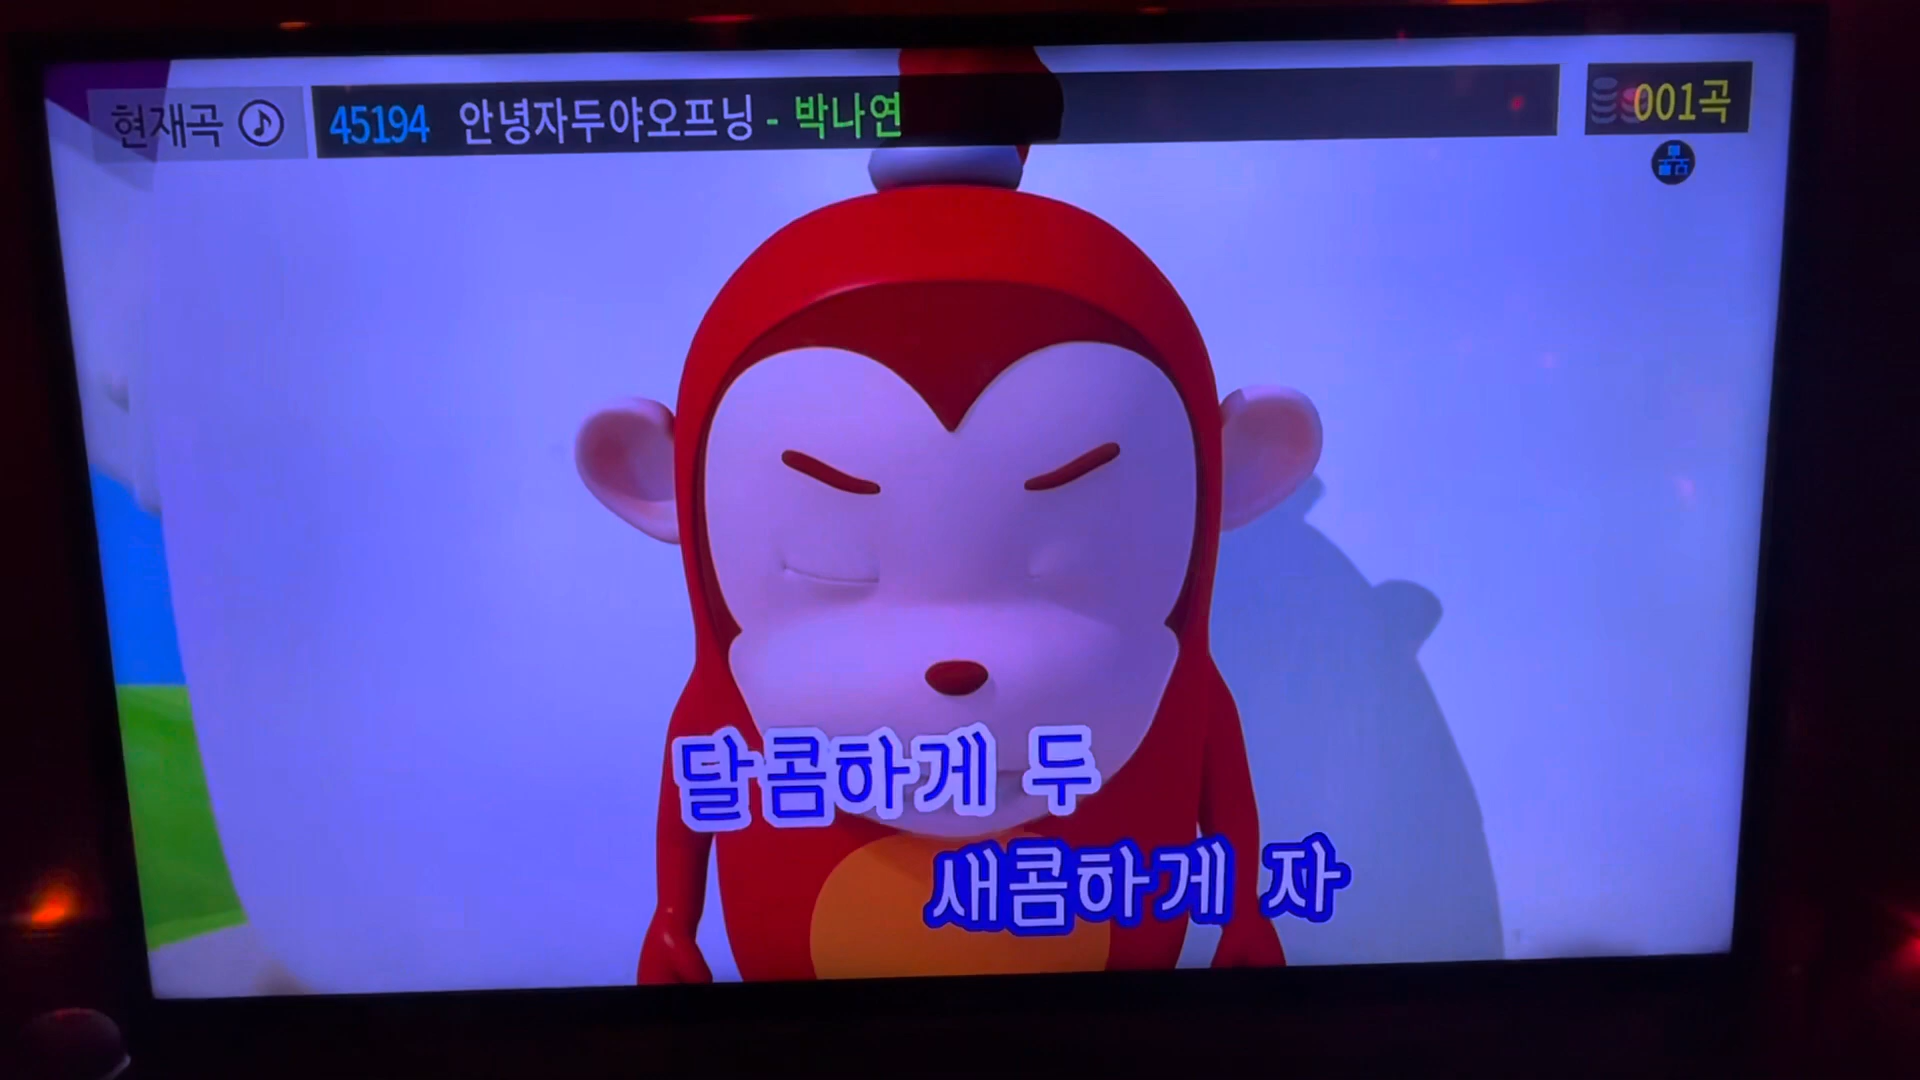 현재곡 45194 안녕자두야오프닝 - 박나연 001곡
달콤하게 두
새콤하게 자